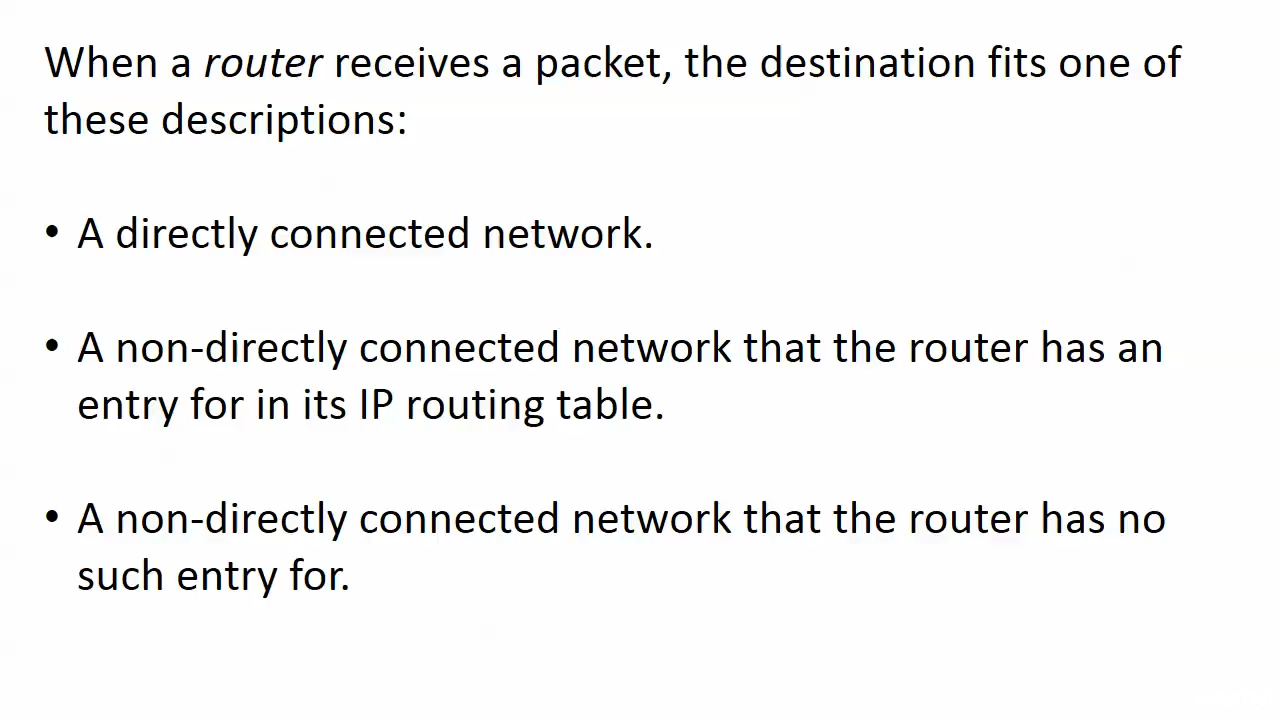 When a router receives a packet, the destination fits one of
these descriptions:
• A directly connected network.
• A non-directly connected network that the router has an
entry for in its IP routing table.
• A non-directly connected network that the router has no
such entry for.